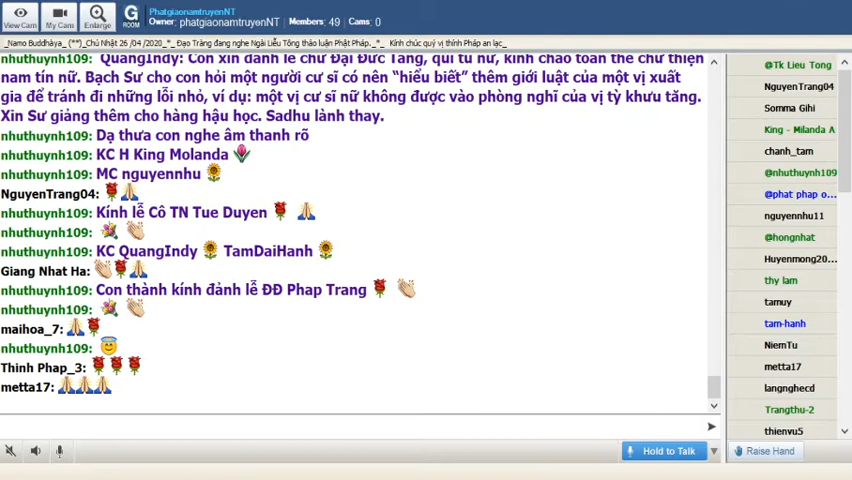 View Cam
My Cam
Enlarge
G
ROOM
PhatgiaonamtruyenNT
Owner: phatgiaonamtruyenNT Members: 49 Cams: 0
_Namo Buddhàya_ (**)_Chủ Nhật 26 /04 /2020_*_ Đạo Tràng đang nghe Ngài Liễu Tông thảo luận Phật Pháp._*_ Kính chúc quý vị thính Pháp an lạc_
nhuthuynh109: QuangIndy: Con xin đảnh lễ chư Đại Đức Tăng, qui tu nữ, kính chào toàn thể chư thiện
nam tín nữ. Bạch Sư cho con hỏi một người cư sĩ có nên “hiểu biết” thêm giới luật của một vị xuất
gia để tránh đi những lỗi nhỏ, ví dụ: một vị cư sĩ nữ không được vào phòng nghĩ của vị tỳ khưu tăng.
Xin Sư giảng thêm cho hàng hậu học. Sadhu lành thay.
nhuthuynh109: Dạ thưa con nghe âm thanh rõ
nhuthuynh109: KC H King Molanda
nhuthuynh109: MC nguyennhu
NguyenTrang04:
nhuthuynh109: Kính lễ Cô TN Tue Duyen
nhuthuynh109:
nhuthuynh109: KC QuangIndy TamDaiHanh
Giang Nhat Ha:
nhuthuynh109: Con thành kính đảnh lễ ĐĐ Phap Trang
nhuthuynh109:
maihoa_7:
nhuthuynh109:
Thinh Phap_3:
metta17:
@Tk Lieu Tong
NguyenTrang04
Somma Gihi
King - Milanda A
chanh_tam
@nhuthuynh109
@phat phap o...
nguyennhu11
@hongnhat
Huyenmong20...
thy lam
tamuy
tam-hanh
NiemTu
metta17
langnghecd
Trangthu-2
thienvu5
Hold to Talk
Raise Hand